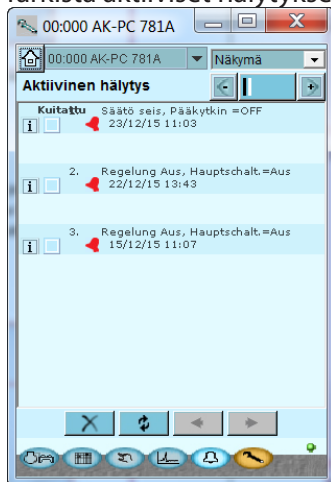 Tarkista aktiiviset hälytykse
00:000 AK-PC 781A
00:000 AK-PC 781A Näkymä
Aktiivinen hälytys
Kuitattu Säätö seis, Pääkytkin =OFF
23/12/15 11:03
2. Regelung Aus, Hauptschalt.=Aus
22/12/15 13:43
3. Regelung Aus, Hauptschalt.=Aus
15/12/15 11:07